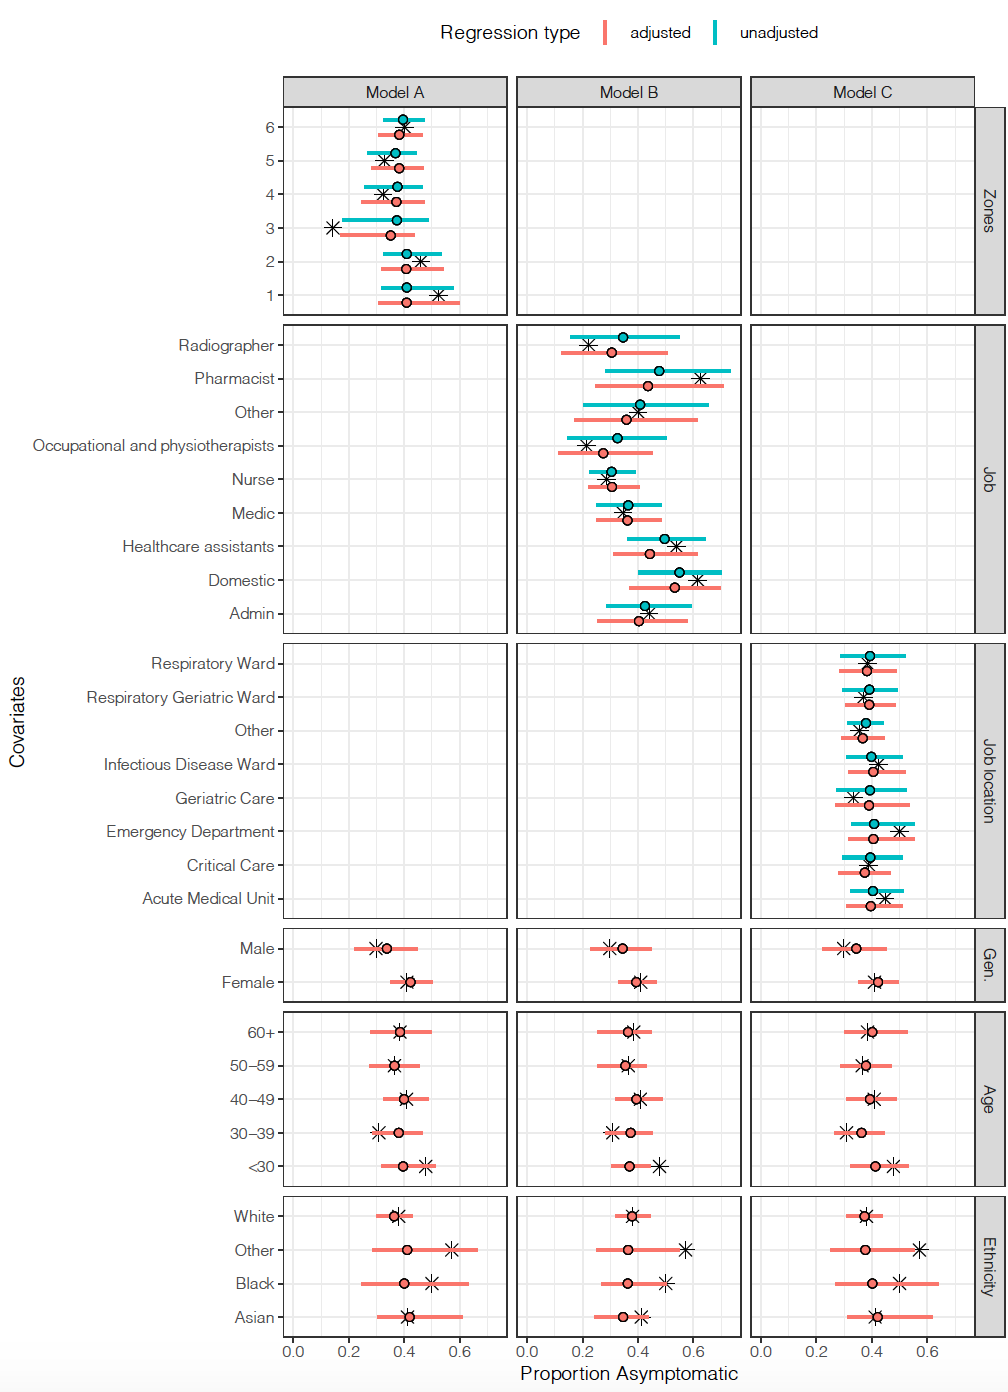 Regression type adjusted unadjusted
Model A Model B Model C
6
5
4
3
2
1
Zones
Radiographer
Pharmacist
Other
Occupational and physiotherapists
Nurse
Medic
Healthcare assistants
Domestic
Admin
Job
Respiratory Ward
Respiratory Geriatric Ward
Other
Infectious Disease Ward
Geriatric Care
Emergency Department
Critical Care
Acute Medical Unit
Job location
Male
Female
Gen.
60+
50–59
40–49
30–39
<30
Age
White
Other
Black
Asian
Ethnicity
0.0 0.2 0.4 0.6 0.0 0.2 0.4 0.6 0.0 0.2 0.4 0.6
Proportion Asymptomatic
Covariates